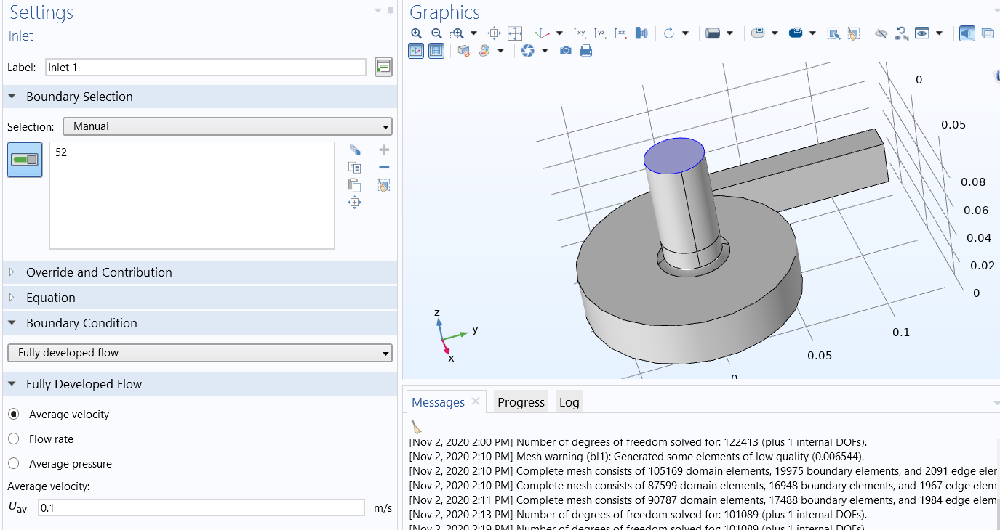 Settings
Inlet
Label: Inlet 1
Boundary Selection
Selection: Manual
52
Override and Contribution
Equation
Boundary Condition
Fully developed flow
Fully Developed Flow
Average velocity
Flow rate
Average pressure
Average velocity:
Uav 0.1 m/s
Graphics
xy yz xz
0
0.05
0.08
0.06
0.04
0.02
0
0.1
0.05
0
z
y
x
Messages Progress Log
[Nov 2, 2020 2:00 PM] Number of degrees of freedom solved for: 122413 (plus 1 internal DOFs).
[Nov 2, 2020 2:10 PM] Mesh warning (bl1): Generated some elements of low quality (0.006544).
[Nov 2, 2020 2:10 PM] Complete mesh consists of 105169 domain elements, 19975 boundary elements, and 2091 edge eler
[Nov 2, 2020 2:10 PM] Complete mesh consists of 87599 domain elements, 16948 boundary elements, and 1967 edge elem
[Nov 2, 2020 2:11 PM] Complete mesh consists of 90787 domain elements, 17488 boundary elements, and 1984 edge elem
[Nov 2, 2020 2:13 PM] Number of degrees of freedom solved for: 101089 (plus 1 internal DOFs).
[Nov 2, 2020 2:19 PM] Number of degrees of freedom solved for: 101089 (plus 1 internal DOFs).